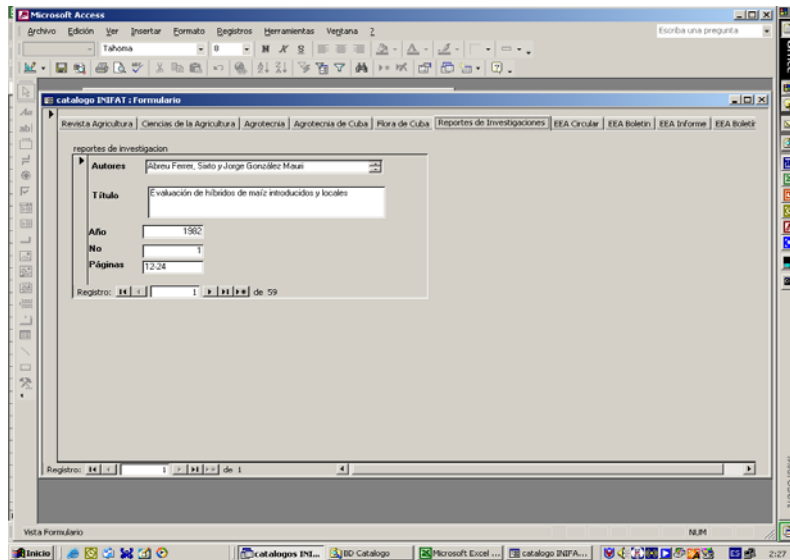 Microsoft Access
Archivo Edición Ver Insertar Formato Registros Herramientas Ventana ?
Escriba una pregunta
Tahoma 8 N K S
catalogo INIFAT : Formulario
Revista Agricultura Ciencias de la Agricultura Agrotecnia Agrotecnia de Cuba Flora de Cuba Reportes de Investigaciones EEA Circular EEA Boletin EEA Informe EEA Boletir
reportes de investigacion
Autores Abreu Ferrer, Sixto y Jorge González Mauri
Título Evaluación de híbridos de maíz introducidos y locales
Año 1982
No 1
Páginas 12-24
Registro: 1 de 59
Registro: 1 de 1
Vista Formulario NUM
Inicio catalogos INI... BD Catalogo Microsoft Excel ... catalogo INIFA... 2:27